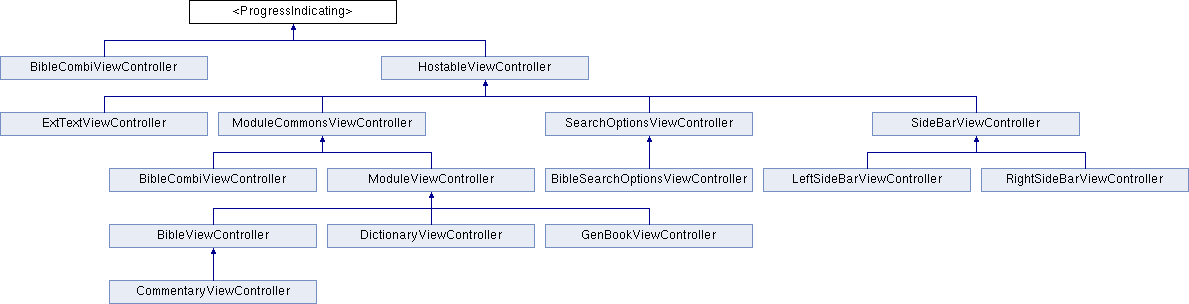 <ProgressIndicating>
BibleCombiViewController
HostableViewController
ExtTextViewController
ModuleCommonsViewController
SearchOptionsViewController
SideBarViewController
BibleCombiViewController
ModuleViewController
BibleSearchOptionsViewController
LeftSideBarViewController
RightSideBarViewController
BibleViewController
DictionaryViewController
GenBookViewController
CommentaryViewController